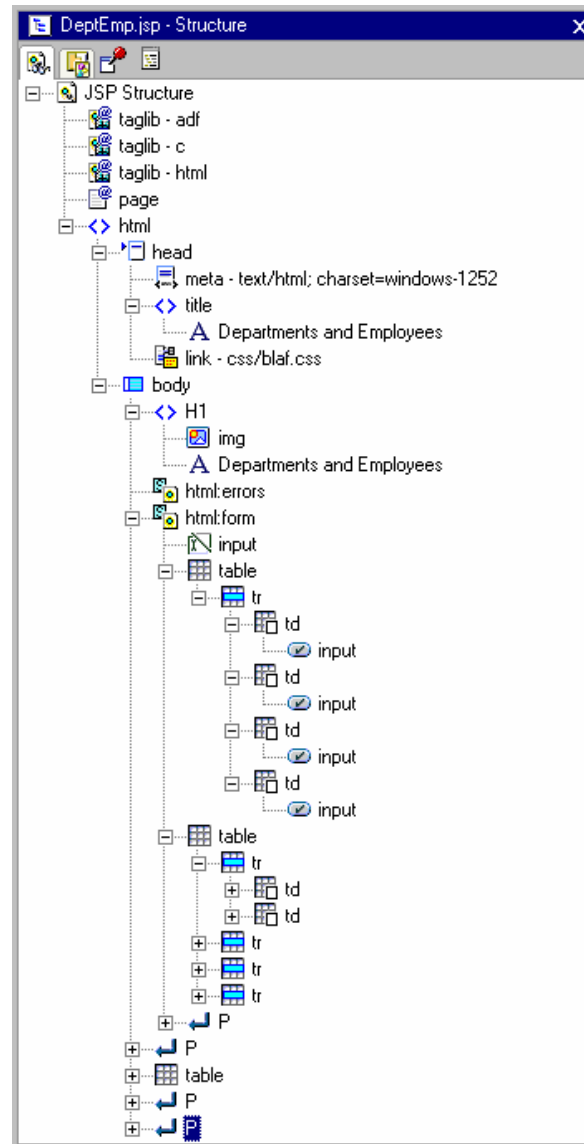 DeptEmp.jsp - Structure
JSP Structure
taglib - adf
taglib - c
taglib - html
page
html
head
meta - text/html; charset=windows-1252
title
Departments and Employees
link - css/blaf.css
body
H1
img
Departments and Employees
html:errors
html:form
input
table
tr
td
input
td
input
td
input
td
input
table
tr
td
td
tr
tr
tr
P
P
table
P
P